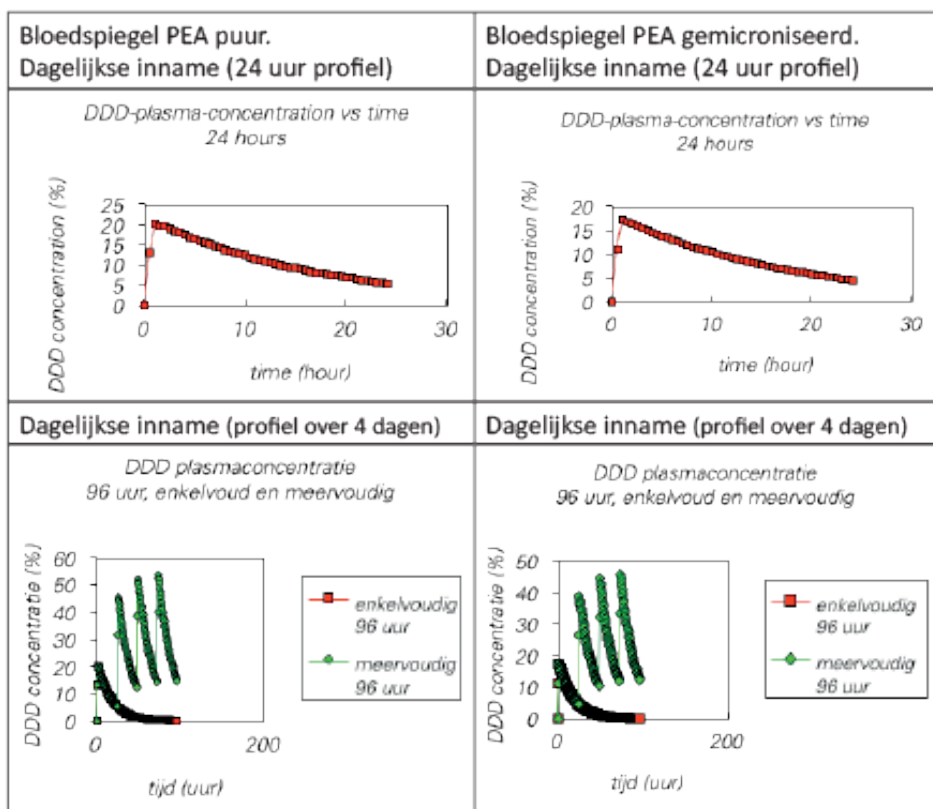 Bloedspiegel PEA puur.
Dagelijkse inname (24 uur profiel)
Bloedspiegel PEA gemicroniseerd.
Dagelijkse inname (24 uur profiel)
DDD-plasma-concentration vs time
24 hours
DDD concentration (%)
25
20
15
10
5
0
0 10 20 30
time (hour)
DDD-plasma-concentration vs time
24 hours
DDD concentration (%)
20
15
10
5
0
0 10 20 30
time (hour)
Dagelijkse inname (profiel over 4 dagen)
Dagelijkse inname (profiel over 4 dagen)
DDD plasmaconcentratie
96 uur, enkelvoud en meervoudig
DDD concentratie (%)
60
50
40
30
20
10
0
0 200
tijd (uur)
enkelvoudig
96 uur
meervoudig
96 uur
DDD plasmaconcentratie
96 uur, enkelvoud en meervoudig
DDD concentratie (%)
50
40
30
20
10
0
0 200
tijd (uur)
enkelvoudig
96 uur
meervoudig
96 uur